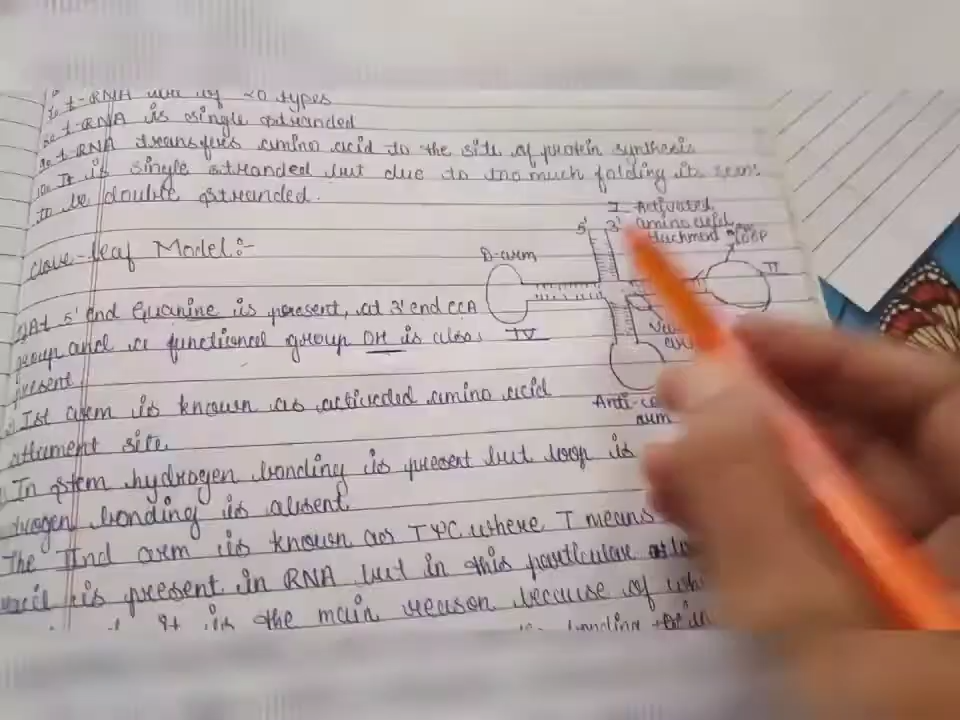 t-RNA are of 20 types
t-RNA is single stranded
t RNA transfers amino acid to the site of protein synthesis
It is single stranded but due to too much folding its seems
to be double stranded.
I Activated
5' 3' amino acid
attachment
LOOP
Clove-leaf Model:-
D-arm
II
At 5' end Guanine is present, at 3' end CCA
group and a functional group OH is also
IV
present
Ist arm is known as activeded amino acid
Anti-co
attument site
arm
In stem hydrogen bonding is present but loop is
bonding is absent
The IInd arm is known as TΨC where T means
is present in RNA but in this particular
It is the main reason because of
bonding